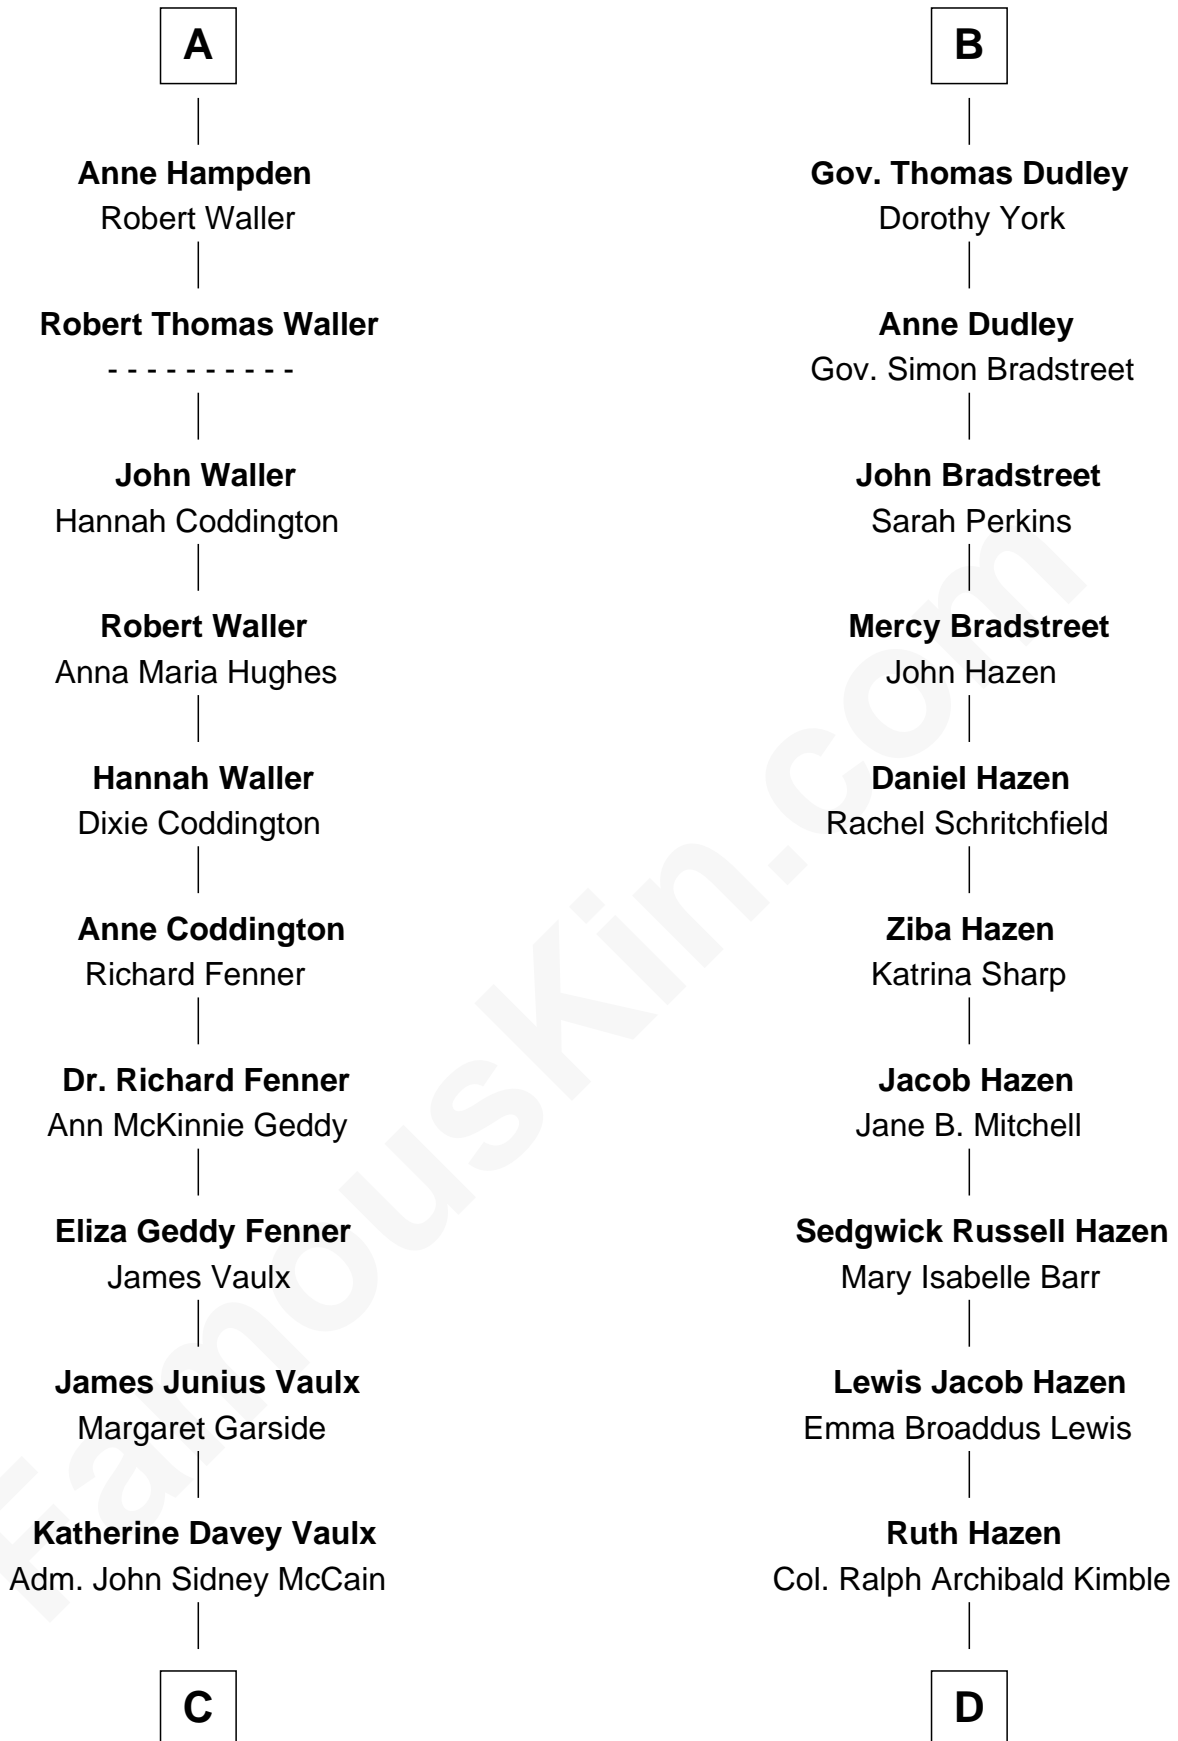 A
Anne Hampden
Robert Waller
Robert Thomas Waller
- - - - - - - - - -
John Waller
Hannah Coddington
Robert Waller
Anna Maria Hughes
Hannah Waller
Dixie Coddington
Anne Coddington
Richard Fenner
Dr. Richard Fenner
Ann McKinnie Geddy
Eliza Geddy Fenner
James Vaulx
James Junius Vaulx
Margaret Garside
Katherine Davey Vaulx
Adm. John Sidney McCain
C
B
Gov. Thomas Dudley
Dorothy York
Anne Dudley
Gov. Simon Bradstreet
John Bradstreet
Sarah Perkins
Mercy Bradstreet
John Hazen
Daniel Hazen
Rachel Schritchfield
Ziba Hazen
Katrina Sharp
Jacob Hazen
Jane B. Mitchell
Sedgwick Russell Hazen
Mary Isabelle Barr
Lewis Jacob Hazen
Emma Broaddus Lewis
Ruth Hazen
Col. Ralph Archibald Kimble
D
FamousKin.com